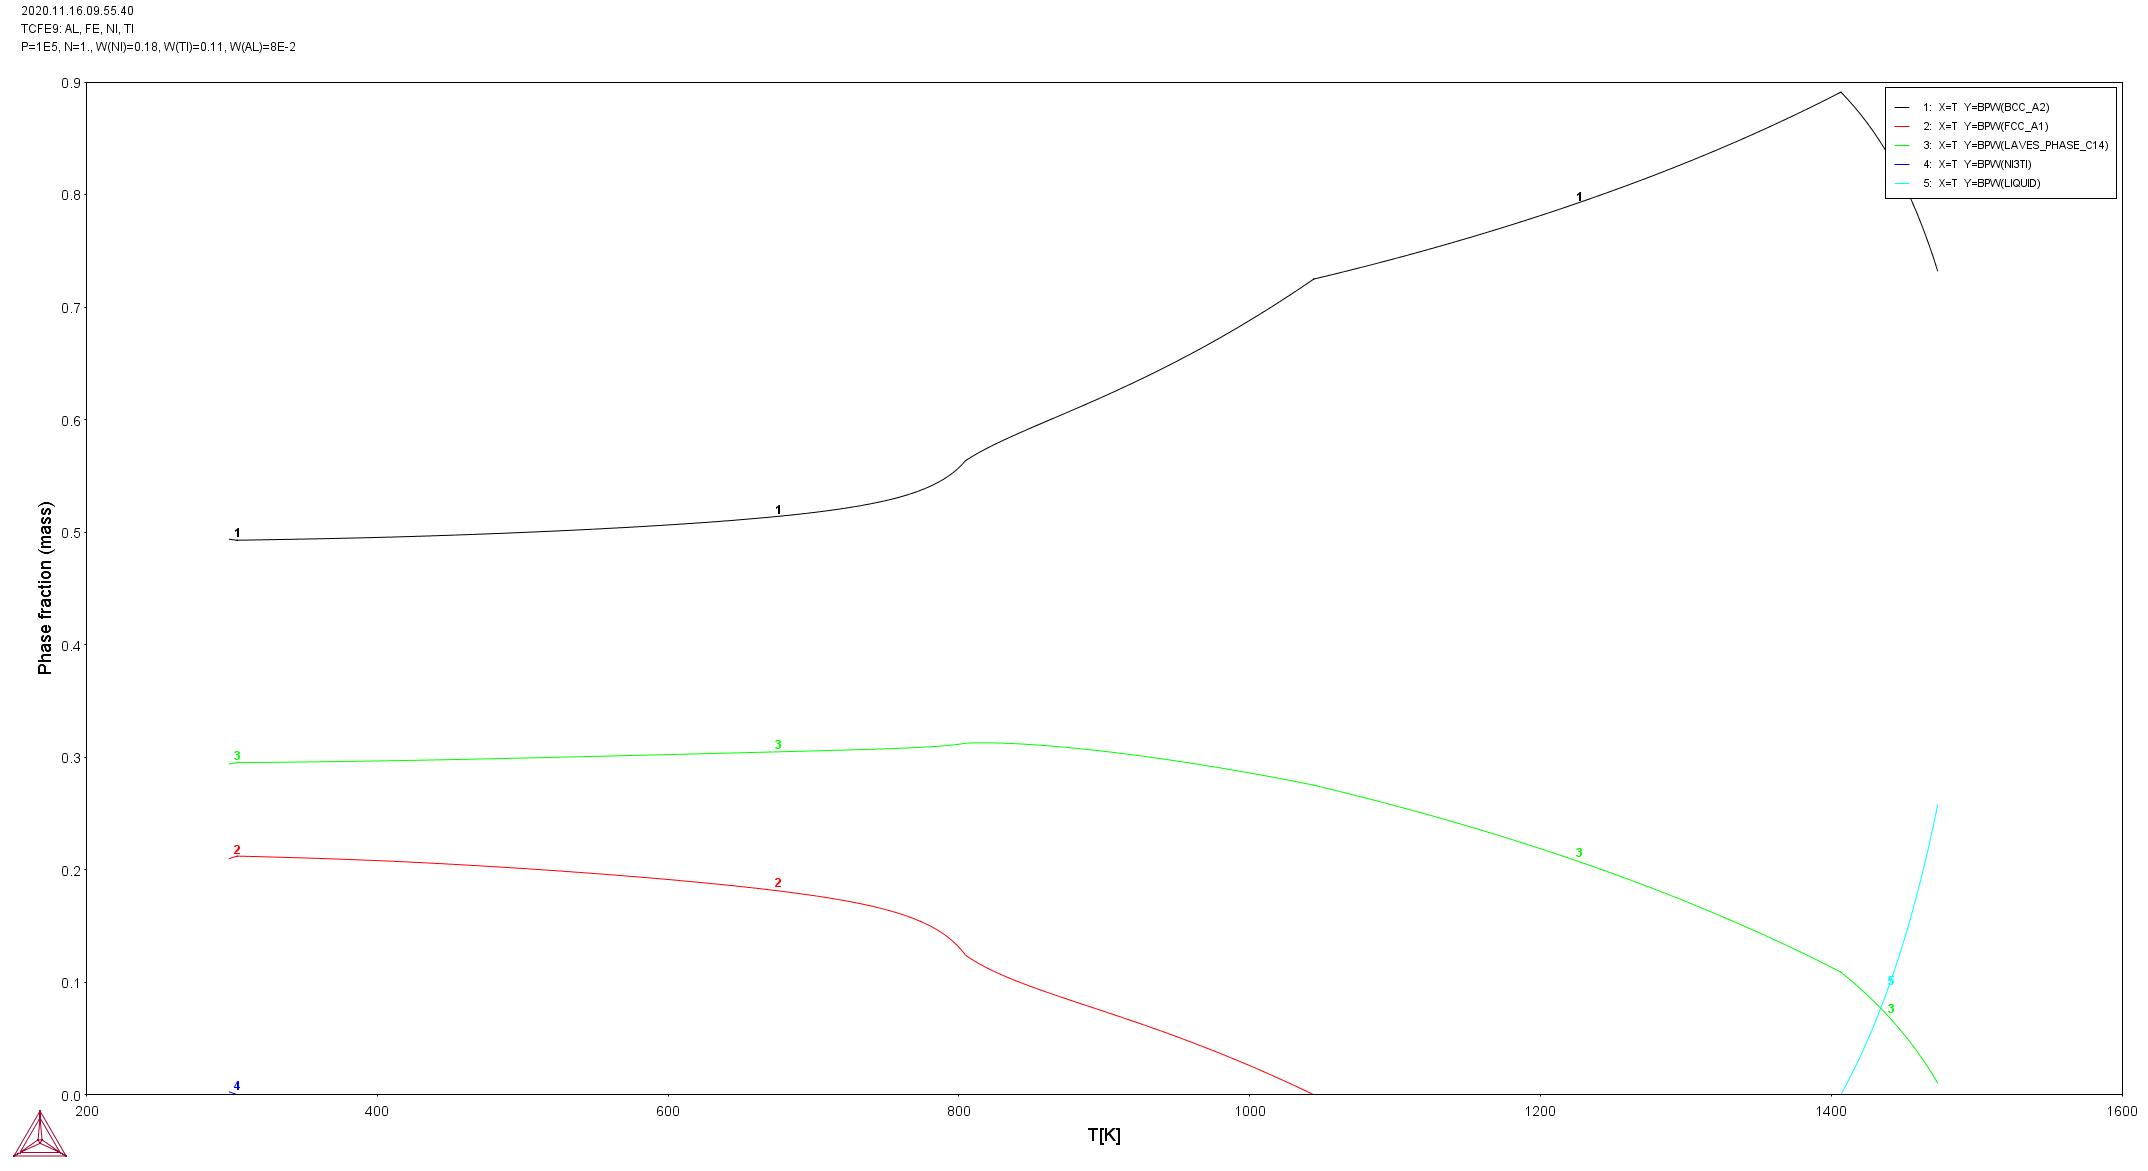 2020.11.16.09.55.40
TCFE9: AL, FE, NI, TI
P=1E5, N=1., W(NI)=0.18, W(TI)=0.11, W(AL)=8E-2
0.9
0.8
0.7
0.6
0.5
0.4
0.3
0.2
0.1
0.0
Phase fraction (mass)
1: X=T Y=BPW(BCC_A2)
2: X=T Y=BPW(FCC_A1)
3: X=T Y=BPW(LAVES_PHASE_C14)
4: X=T Y=BPW(NI3TI)
5: X=T Y=BPW(LIQUID)
1
1
1
3
3
3
3
2
2
5
4
200 400 600 800 1000 1200 1400 1600
T[K]